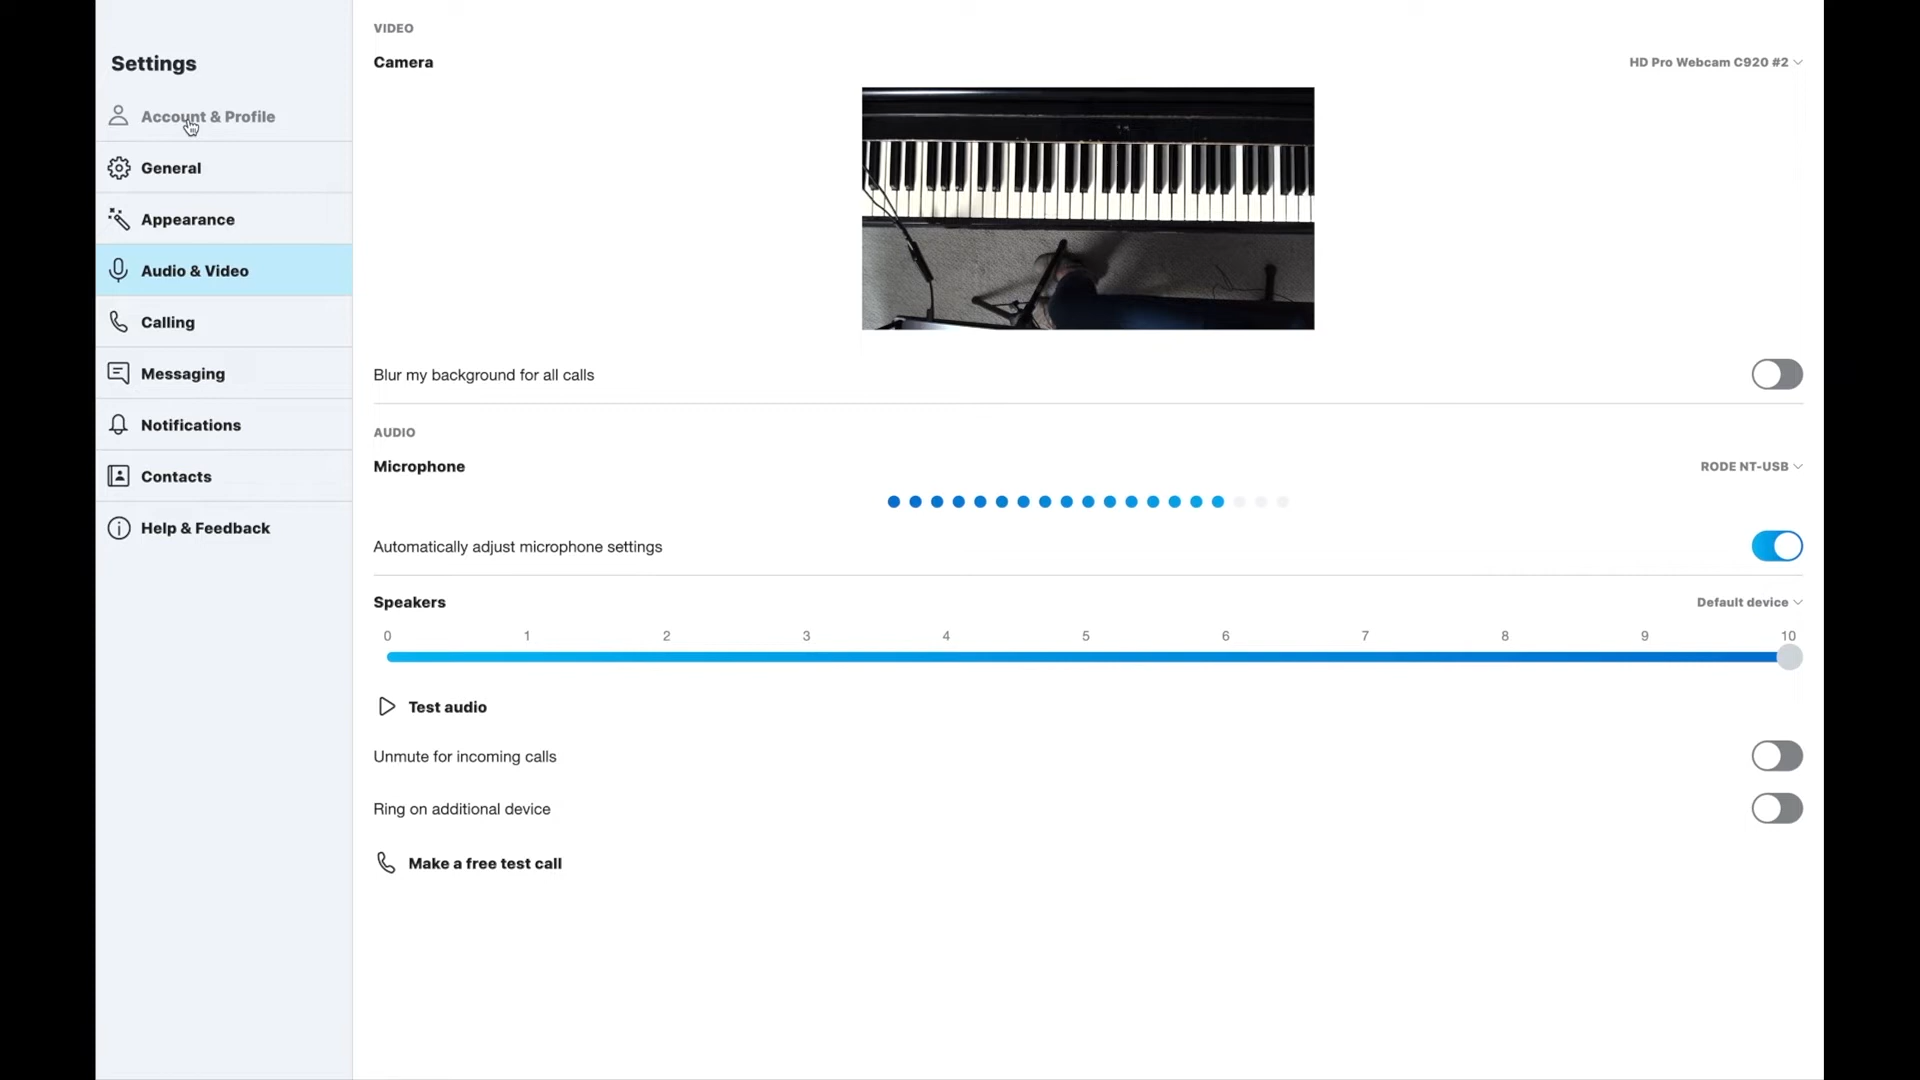 Settings
Account & Profile
General
Appearance
Audio & Video
Calling
Messaging
Notifications
Contacts
Help & Feedback
VIDEO
Camera
HD Pro Webcam C920 #2
Blur my background for all calls
AUDIO
Microphone
RODE NT-USB
Automatically adjust microphone settings
Speakers
Default device
0 1 2 3 4 5 6 7 8 9 10
Test audio
Unmute for incoming calls
Ring on additional device
Make a free test call